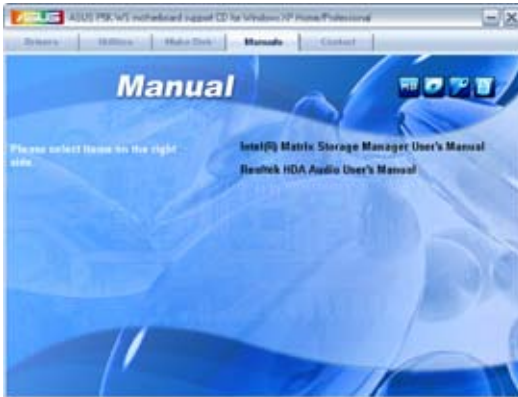 ASUS
ASUS P5K WS motherboard support CD for Windows XP Home/Professional
Drivers
Utilities
Make Disk
Manuals
Contact
Manual
Please select items on the right side.
Intel(R) Matrix Storage Manager User's Manual
Realtek HDA Audio User's Manual